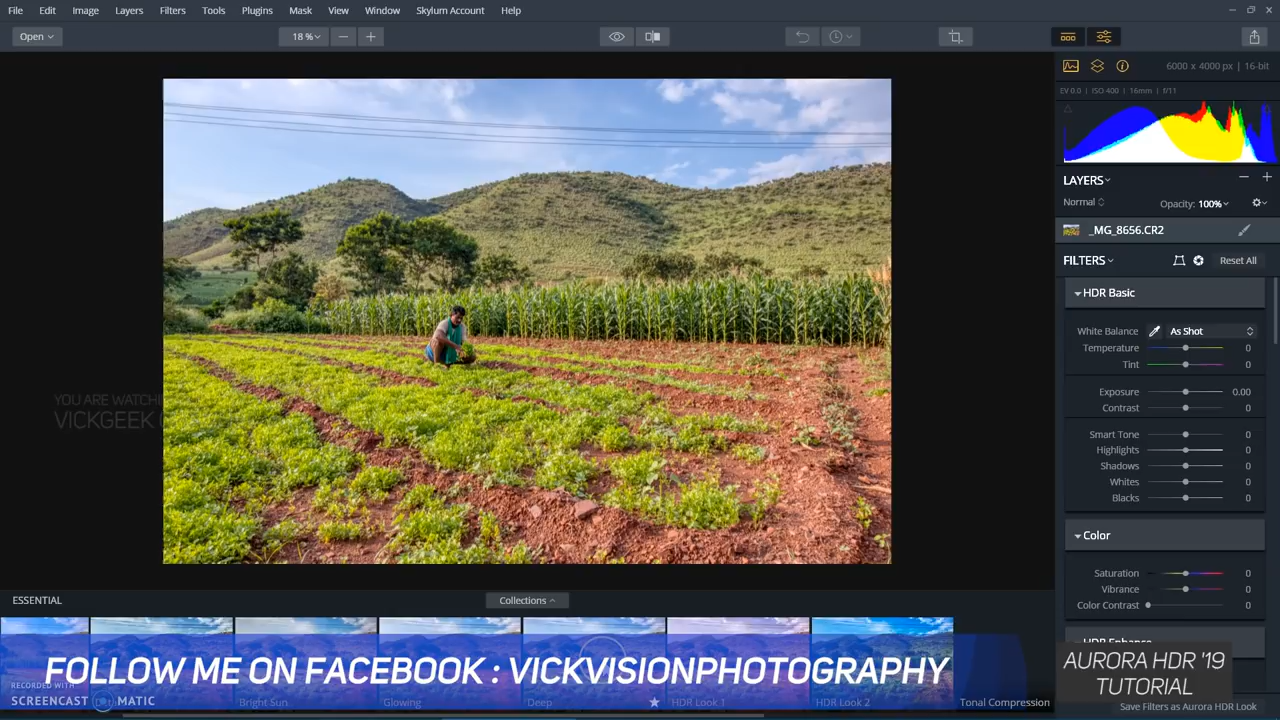 File Edit Image Layers Filters Tools Plugins Mask View Window Skylum Account Help
Open 18 %
6000 x 4000 px | 16-bit
EV 0.0 | ISO 400 | 16mm | f/11
LAYERS
Normal Opacity: 100%
_MG_8656.CR2
FILTERS Reset All
HDR Basic
White Balance As Shot
Temperature 0
Tint 0
Exposure 0.00
Contrast 0
Smart Tone 0
Highlights 0
Shadows 0
Whites 0
Blacks 0
Color
Saturation 0
Vibrance 0
Color Contrast 0
HDR Enhance
YOU ARE WATCHI
VICKGEEK
ESSENTIAL Collections
FOLLOW ME ON FACEBOOK : VICKVISIONPHOTOGRAPHY
RECORDED WITH
SCREENCAST MATIC
Bright Sun Glowing Deep HDR Look 1 HDR Look 2 Tonal Compression
AURORA HDR '19
TUTORIAL
Save Filters as Aurora HDR Look